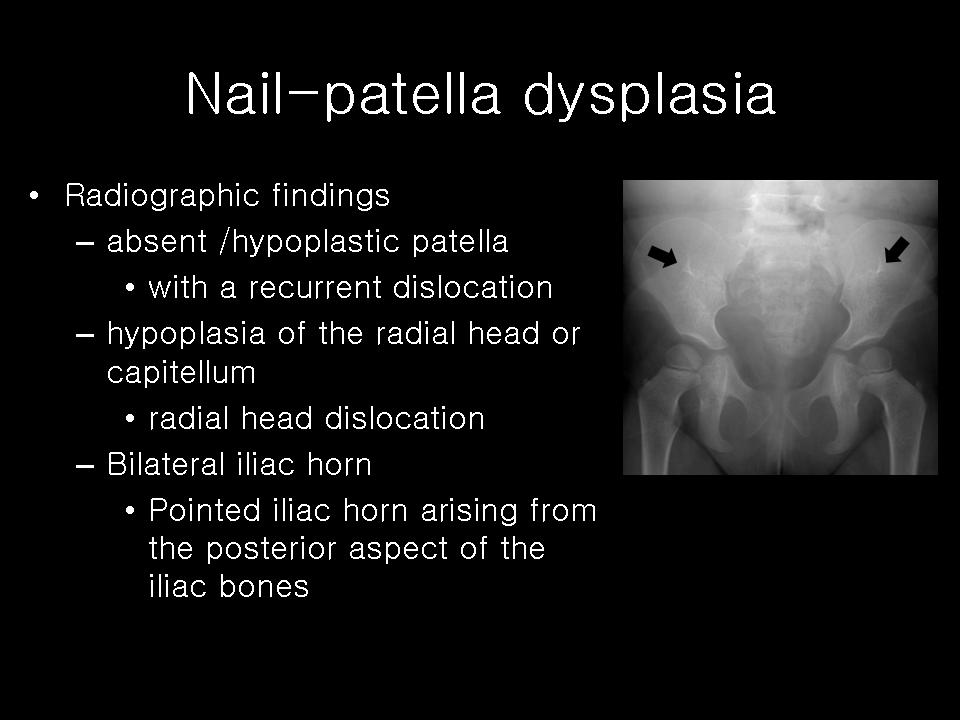 Nail-patella dysplasia
• Radiographic findings
– absent /hypoplastic patella
• with a recurrent dislocation
– hypoplasia of the radial head or
capitellum
• radial head dislocation
– Bilateral iliac horn
• Pointed iliac horn arising from
the posterior aspect of the
iliac bones